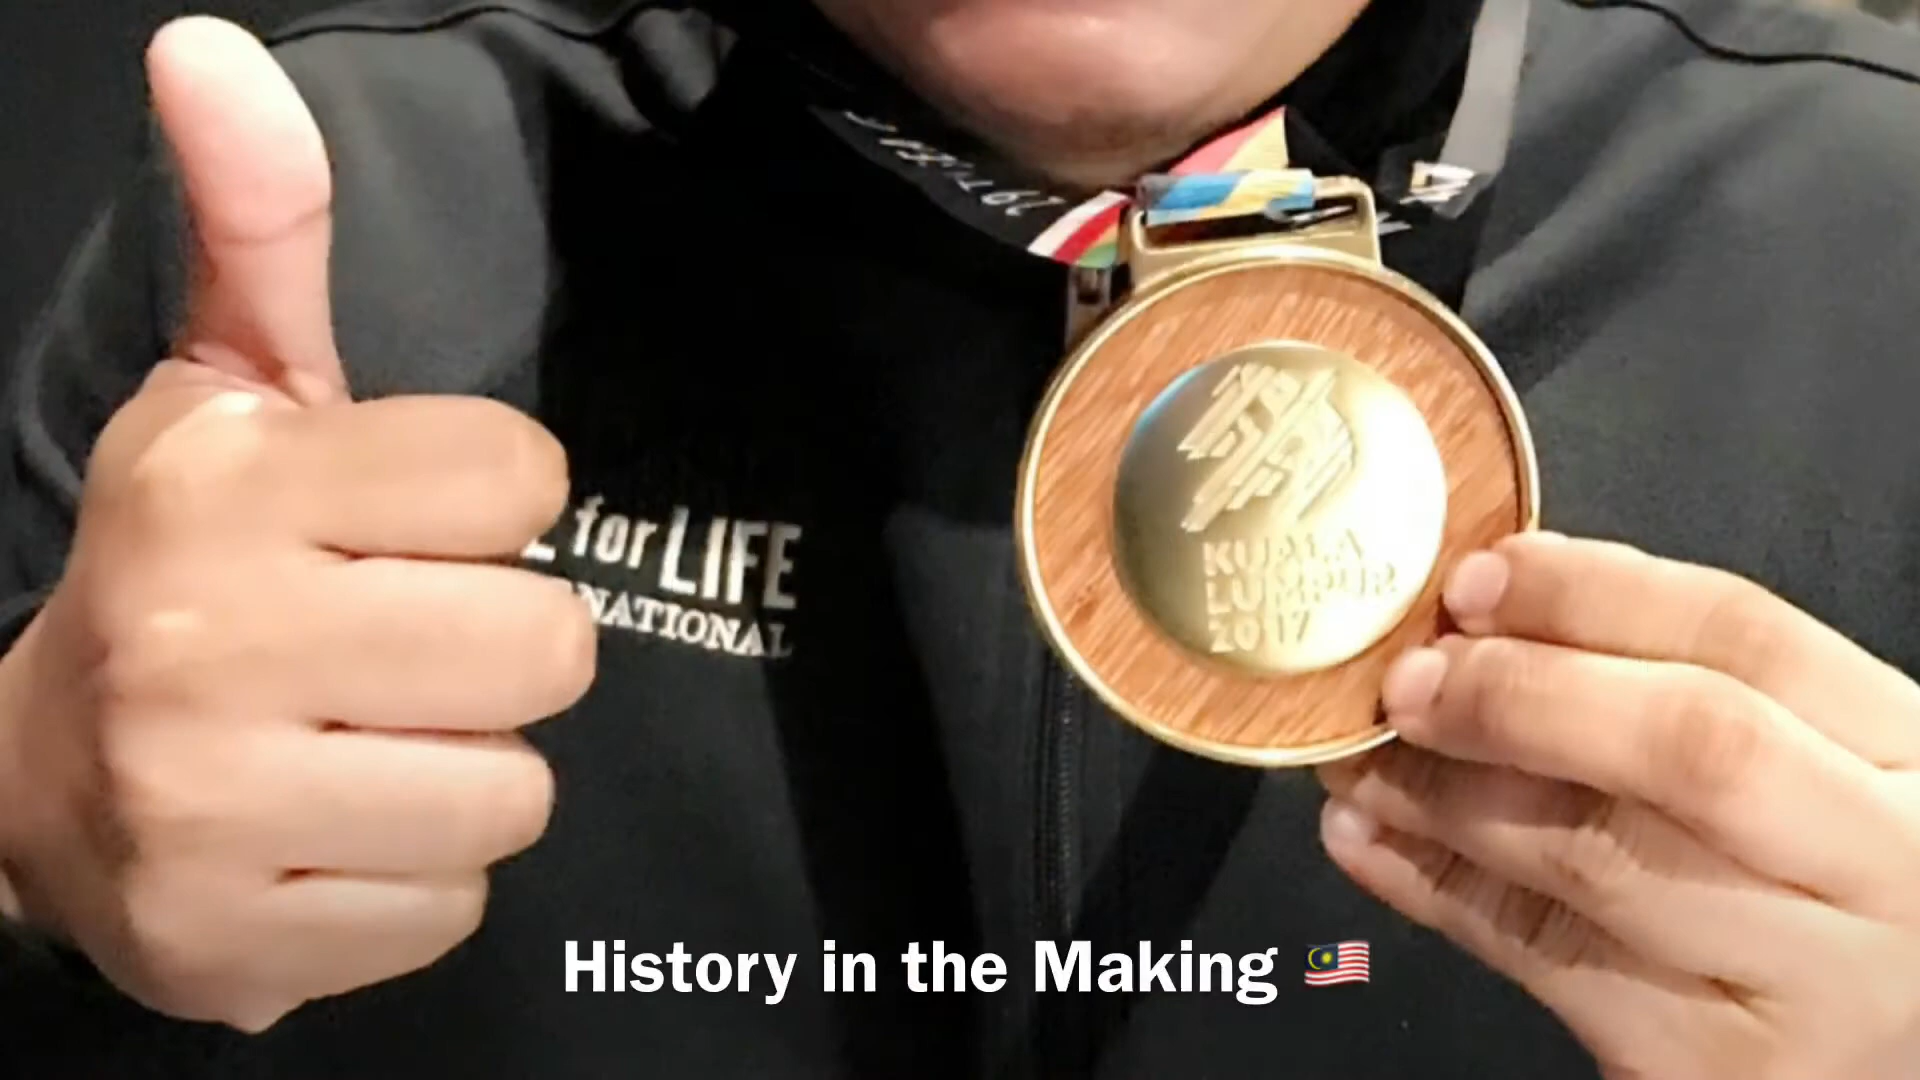 for LIFE
NATIONAL
KUALA
LUMPUR
2017
History in the Making 🇲🇾